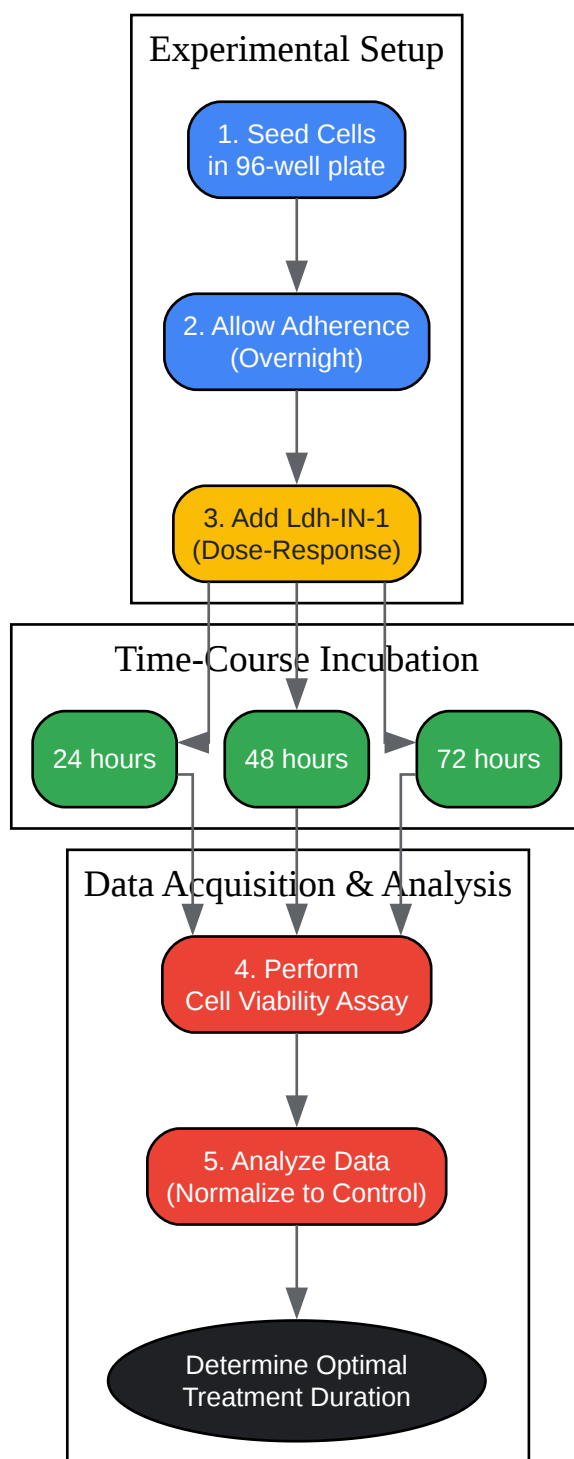 Experimental Setup
1. Seed Cells
in 96-well plate
2. Allow Adherence
(Overnight)
3. Add Ldh-IN-1
(Dose-Response)
Time-Course Incubation
24 hours
48 hours
72 hours
Data Acquisition & Analysis
4. Perform
Cell Viability Assay
5. Analyze Data
(Normalize to Control)
Determine Optimal
Treatment Duration